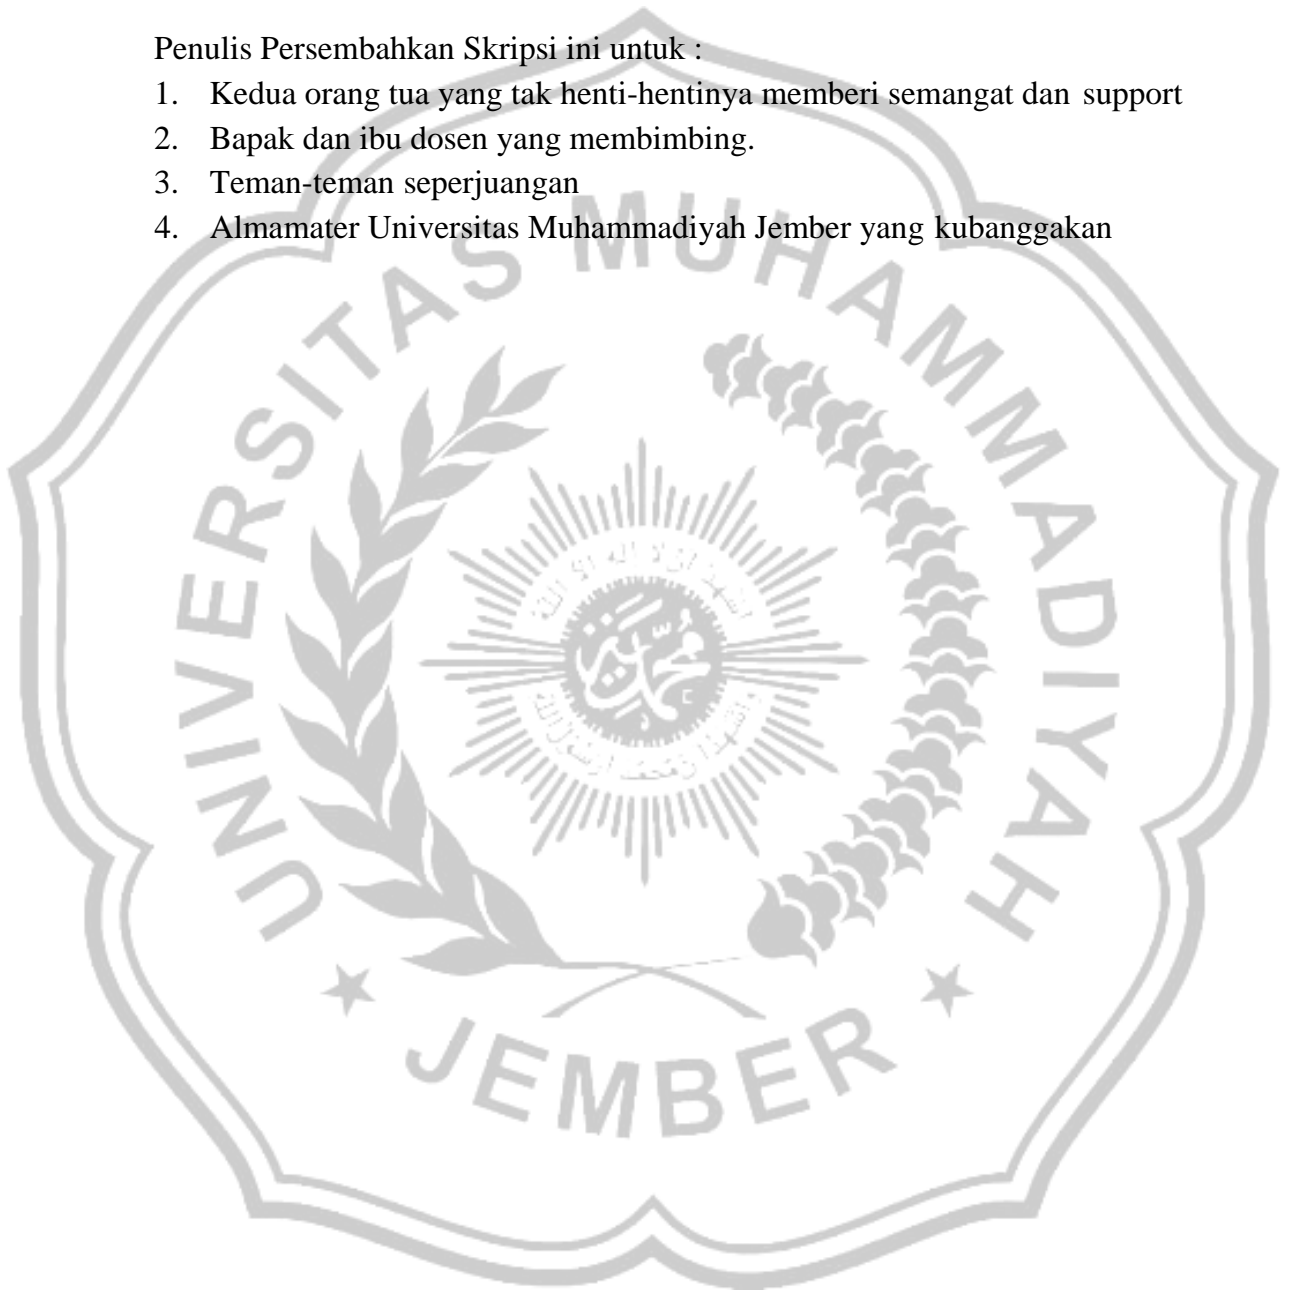 Penulis Persembahkan Skripsi ini untuk :
1. Kedua orang tua yang tak henti-hentinya memberi semangat dan support
2. Bapak dan ibu dosen yang membimbing.
3. Teman-teman seperjuangan
4. Almamater Universitas Muhammadiyah Jember yang kubanggakan
UNIVERSITAS MUHAMMADIYAH
JEMBER